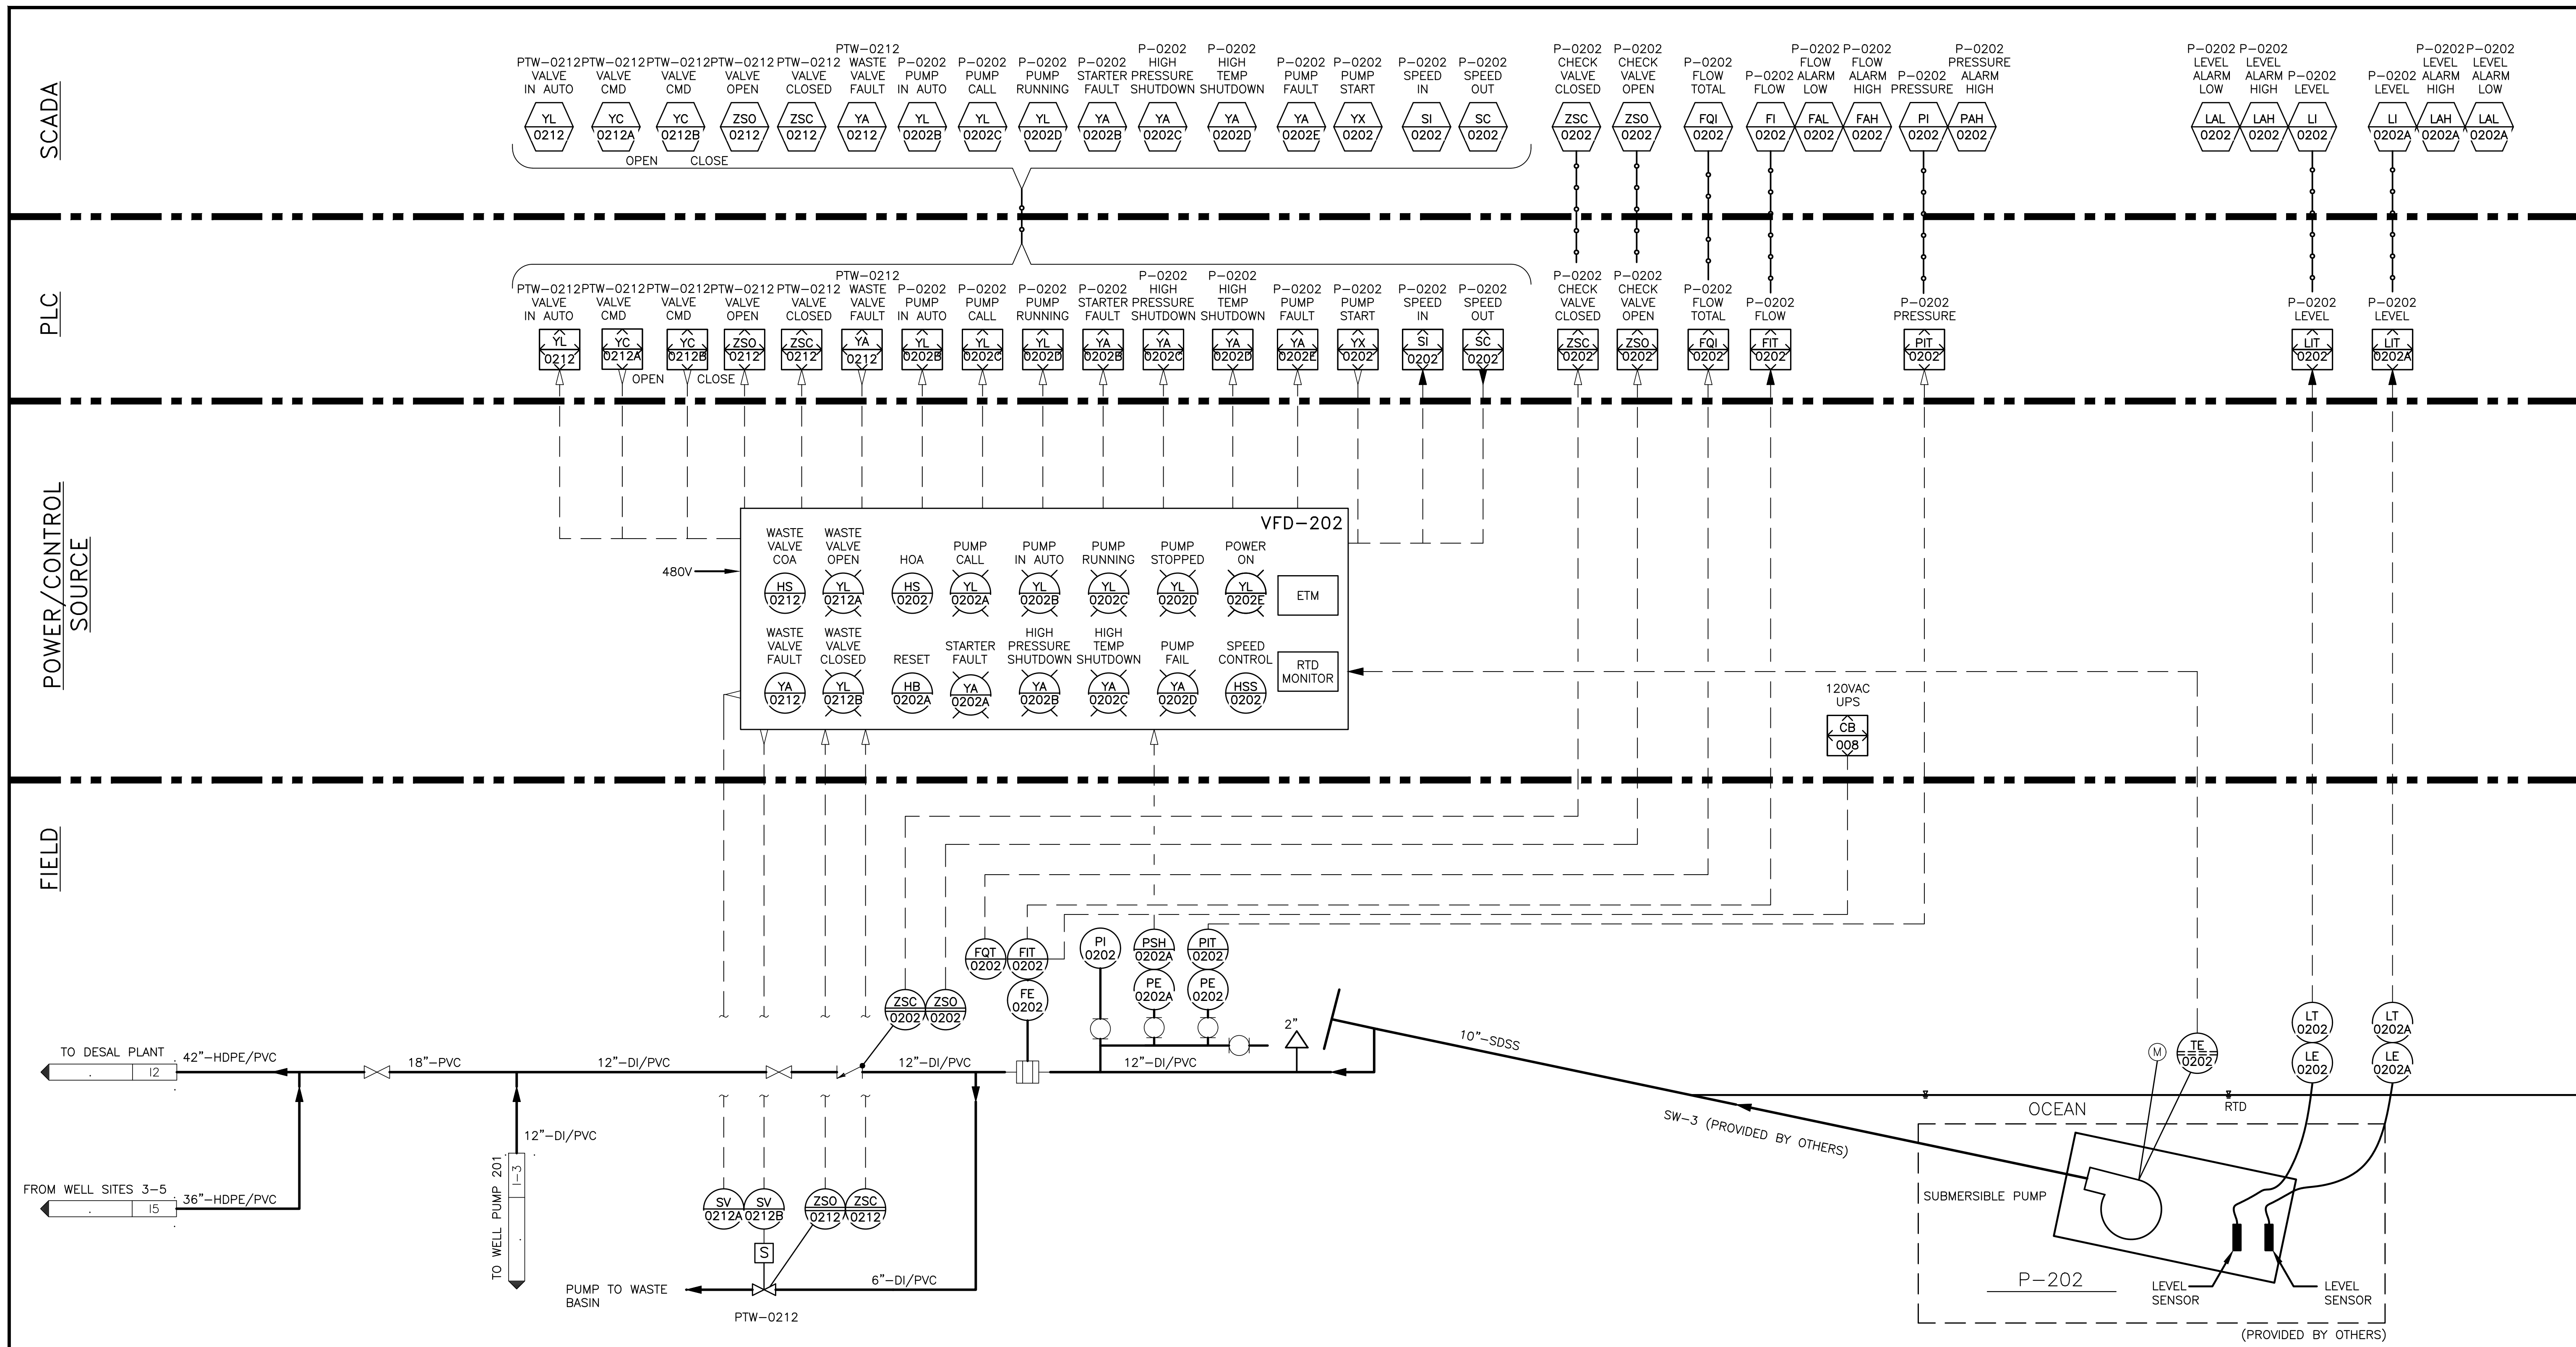 SCADA
PTW-0212
VALVE
IN AUTO
YL
0212
PTW-0212
VALVE
CMD
YC
0212A
OPEN
PTW-0212
VALVE
CMD
YC
0212B
CLOSE
PTW-0212
VALVE
OPEN
ZSO
0212
PTW-0212
VALVE
CLOSED
ZSC
0212
PTW-0212
WASTE
VALVE
FAULT
YA
0212
P-0202
PUMP
IN AUTO
YL
0202B
P-0202
PUMP
CALL
YL
0202C
P-0202
PUMP
RUNNING
YL
0202D
P-0202
STARTER
FAULT
YA
0202B
P-0202
HIGH
PRESSURE
SHUTDOWN
YA
0202C
P-0202
HIGH
TEMP
SHUTDOWN
YA
0202D
P-0202
PUMP
FAULT
YA
0202E
P-0202
PUMP
START
YX
0202
P-0202
SPEED
IN
SI
0202
P-0202
SPEED
OUT
SC
0202
P-0202
CHECK
VALVE
CLOSED
ZSC
0202
P-0202
CHECK
VALVE
OPEN
ZSO
0202
P-0202
FLOW
TOTAL
FQI
0202
P-0202
FLOW
FI
0202
P-0202
FLOW
ALARM
LOW
FAL
0202
P-0202
FLOW
ALARM
HIGH
FAH
0202
P-0202
PRESSURE
PI
0202
P-0202
PRESSURE
ALARM
HIGH
PAH
0202
P-0202
LEVEL
ALARM
LOW
LAL
0202
P-0202
LEVEL
ALARM
HIGH
LAH
0202
P-0202
LEVEL
LI
0202
P-0202
LEVEL
LI
0202A
P-0202
LEVEL
ALARM
HIGH
LAH
0202A
P-0202
LEVEL
ALARM
LOW
LAL
0202A
PLC
PTW-0212
VALVE
IN AUTO
YL
0212
PTW-0212
VALVE
CMD
YC
0212A
OPEN
PTW-0212
VALVE
CMD
YC
0212B
CLOSE
PTW-0212
VALVE
OPEN
ZSO
0212
PTW-0212
VALVE
CLOSED
ZSC
0212
PTW-0212
WASTE
VALVE
FAULT
YA
0212
P-0202
PUMP
IN AUTO
YL
0202B
P-0202
PUMP
CALL
YL
0202C
P-0202
PUMP
RUNNING
YL
0202D
P-0202
STARTER
FAULT
YA
0202B
P-0202
HIGH
PRESSURE
SHUTDOWN
YA
0202C
P-0202
HIGH
TEMP
SHUTDOWN
YA
0202D
P-0202
PUMP
FAULT
YA
0202E
P-0202
PUMP
START
YX
0202
P-0202
SPEED
IN
SI
0202
P-0202
SPEED
OUT
SC
0202
P-0202
CHECK
VALVE
CLOSED
ZSC
0202
P-0202
CHECK
VALVE
OPEN
ZSO
0202
P-0202
FLOW
TOTAL
FQI
0202
P-0202
FLOW
FIT
0202
P-0202
PRESSURE
PIT
0202
P-0202
LEVEL
LIT
0202
P-0202
LEVEL
LIT
0202A
POWER/CONTROL
SOURCE
VFD-202
480V
WASTE
VALVE
COA
HS
0212
WASTE
VALVE
OPEN
YL
0212A
HOA
HS
0202
PUMP
CALL
YL
0202A
PUMP
IN AUTO
YL
0202B
PUMP
RUNNING
YL
0202C
PUMP
STOPPED
YL
0202D
POWER
ON
YL
0202E
ETM
WASTE
VALVE
FAULT
YA
0212
WASTE
VALVE
CLOSED
YL
0212B
RESET
HB
0202A
STARTER
FAULT
YA
0202A
HIGH
PRESSURE
SHUTDOWN
YA
0202B
HIGH
TEMP
SHUTDOWN
YA
0202C
PUMP
FAIL
YA
0202D
SPEED
CONTROL
HSS
0202
RTD
MONITOR
120VAC
UPS
CB
008
FIELD
FQT
0202
FIT
0202
FE
0202
PI
0202
PSH
0202A
PE
0202A
PIT
0202
PE
0202
ZSC
0202
ZSO
0202
2"
TO DESAL PLANT
12
42"-HDPE/PVC
18"-PVC
12"-DI/PVC
12"-DI/PVC
12"-DI/PVC
10"-SDSS
SW-3 (PROVIDED BY OTHERS)
M
TE
0202
RTD
LT
0202
LE
0202
LT
0202A
LE
0202A
OCEAN
12"-DI/PVC
TO WELL PUMP 201
1-3
FROM WELL SITES 3-5
15
36"-HDPE/PVC
SV
0212A
SV
0212B
ZSO
0212
ZSC
0212
S
6"-DI/PVC
PUMP TO WASTE
BASIN
PTW-0212
SUBMERSIBLE PUMP
P-202
LEVEL
SENSOR
LEVEL
SENSOR
(PROVIDED BY OTHERS)